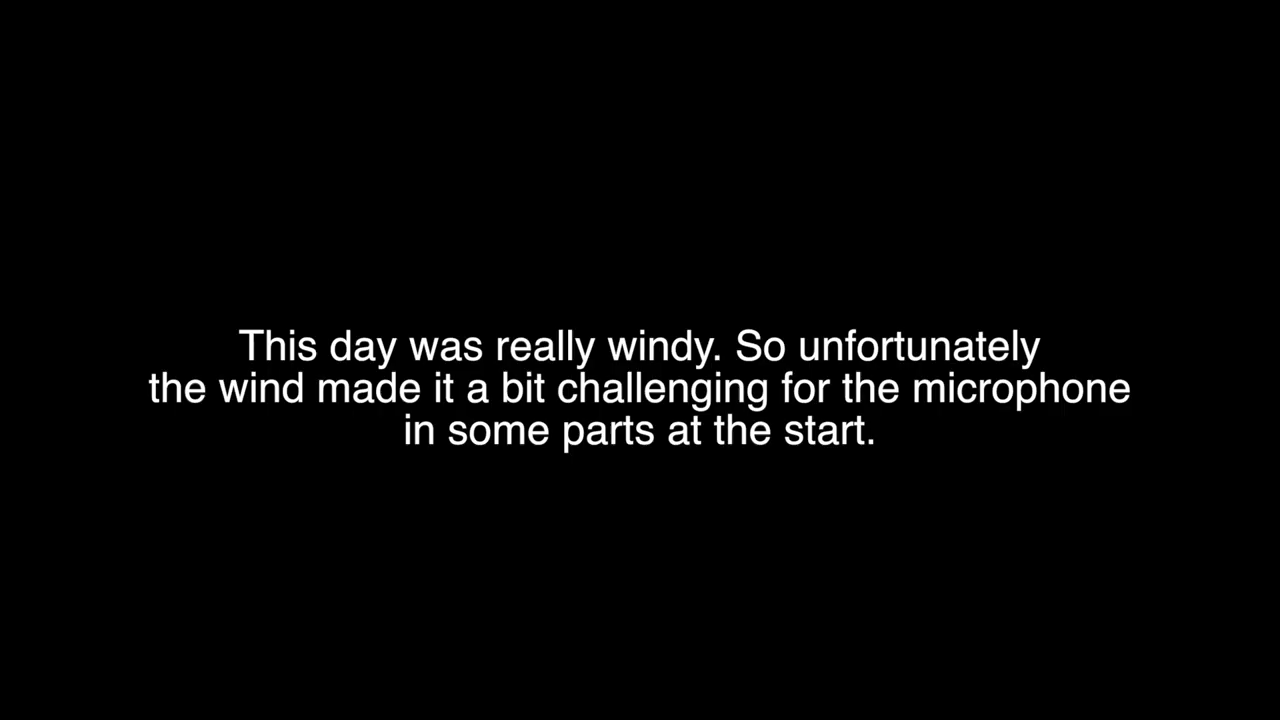 This day was really windy. So unfortunately
the wind made it a bit challenging for the microphone
in some parts at the start.